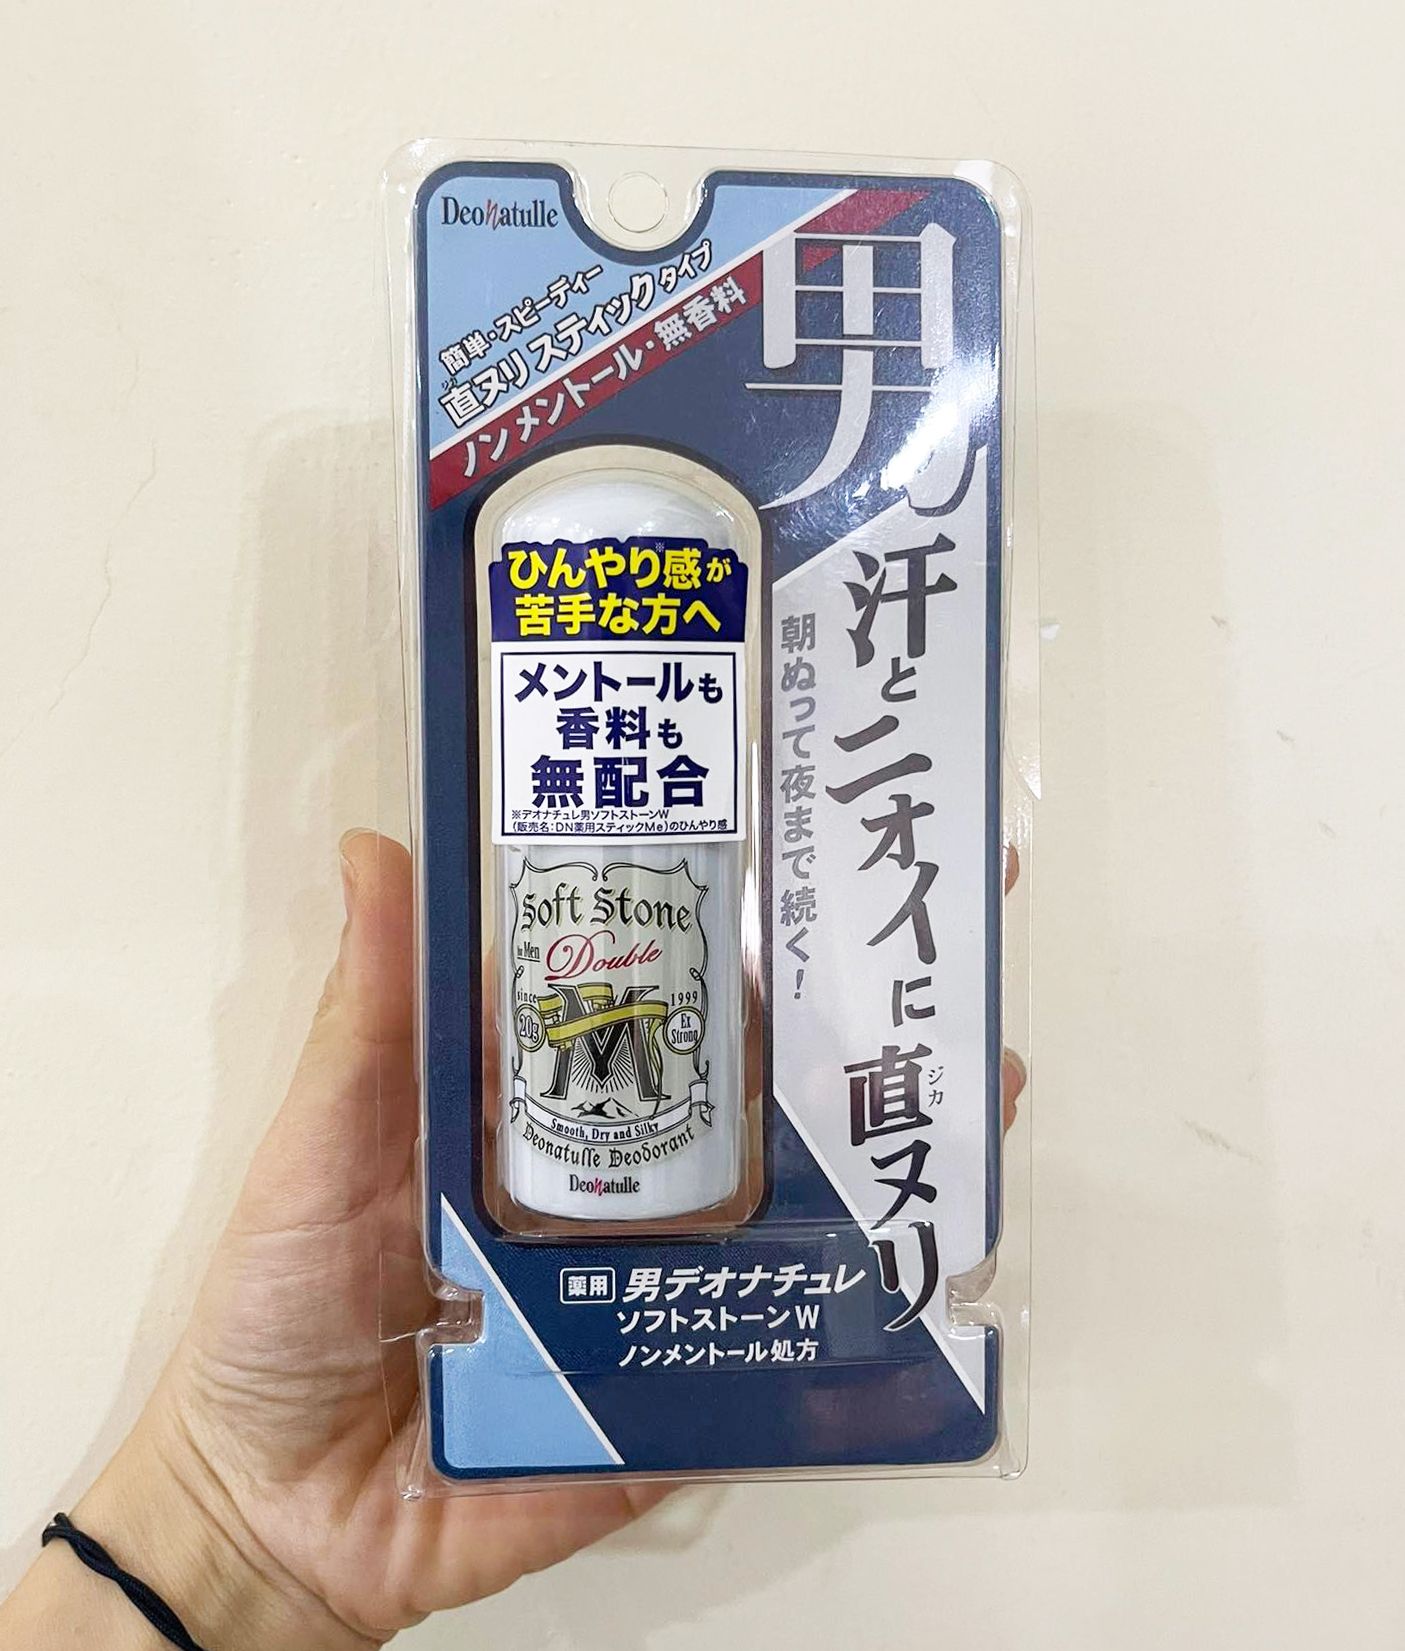 Deonatulle
簡単・スピーディー
直ヌリスティックタイプ
ジカ
ノンメントール・無香料
男
汗とニオイに直ヌリ
ジカ
朝ぬって夜まで続く!
ひんやり※感が
苦手な方へ
メントールも
香料も
無配合
※デオナチュレ男ソフトストーンW
(販売名:DN薬用スティックMe)のひんやり感
Soft Stone
for Men Double
since 1999
20g
Ex
Strong
M
Smooth, Dry and Silky
Deonatulle Deodorant
Deonatulle
薬用 男デオナチュレ
ソフトストーンW
ノンメントール処方